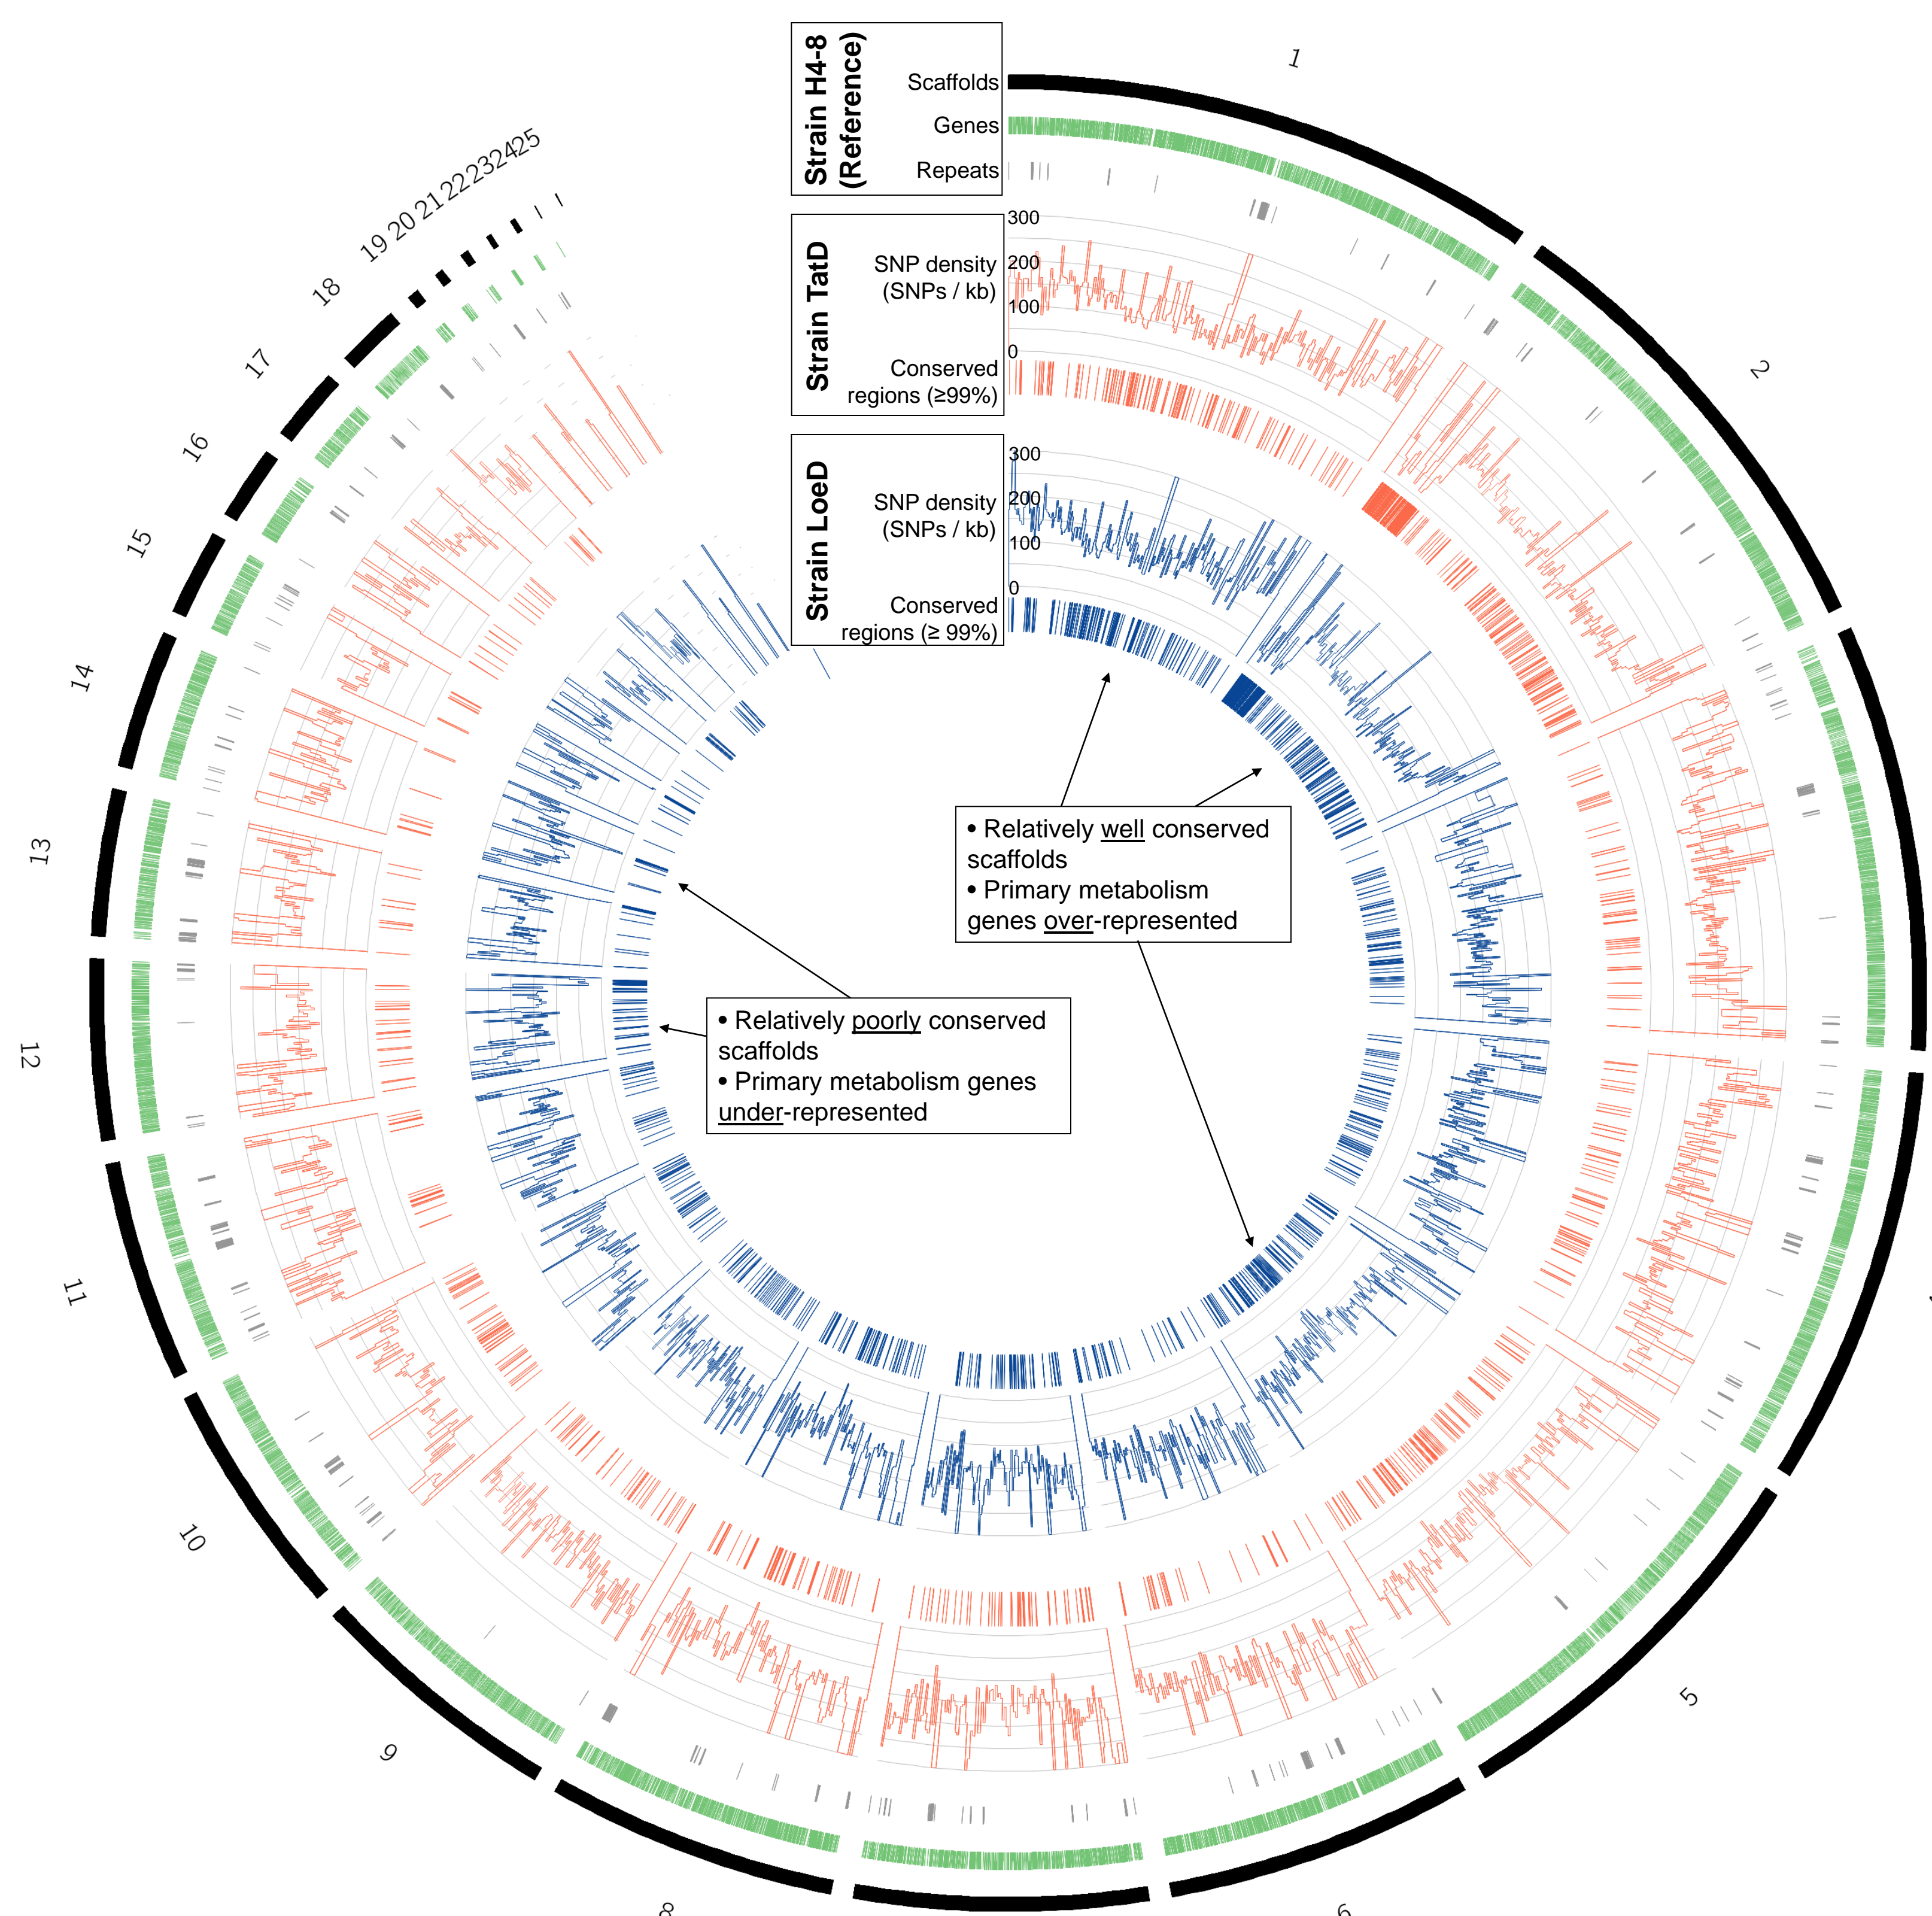 Strain H4-8
(Reference)
Scaffolds
Genes
Repeats
Strain TatD
SNP density
(SNPs / kb)
Conserved
regions (≥99%)
300
200
100
0
Strain LoeD
SNP density
(SNPs / kb)
Conserved
regions (≥ 99%)
300
200
100
0
• Relatively well conserved
scaffolds
• Primary metabolism
genes over-represented
• Relatively poorly conserved
scaffolds
• Primary metabolism genes
under-represented
1
2
5
6
8
9
10
11
12
13
14
15
16
17
18
19
20
21
22
23
24
25